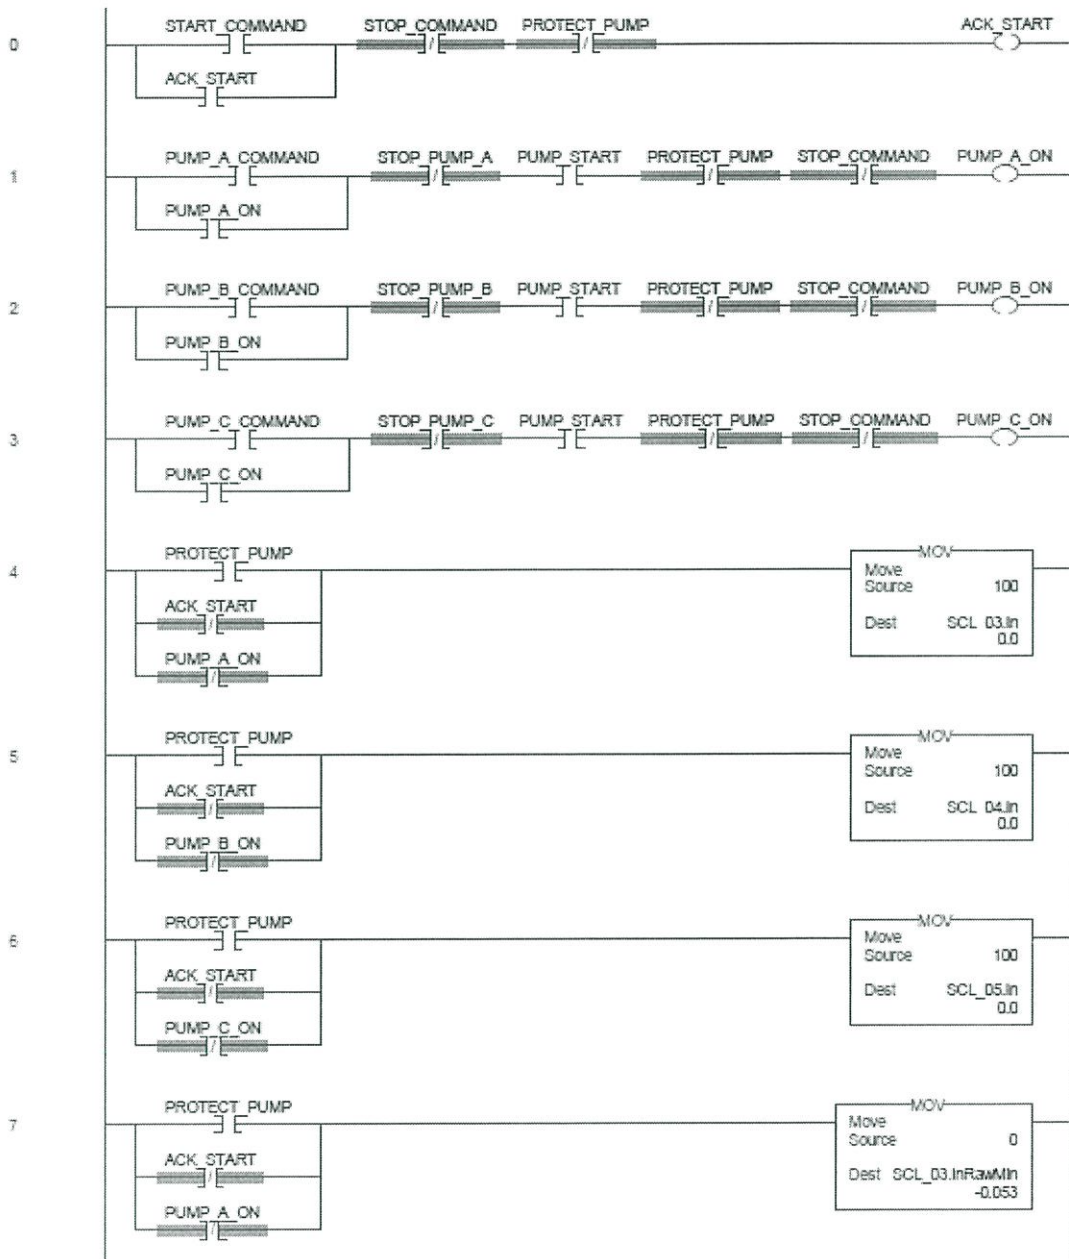 START_COMMAND STOP_COMMAND PROTECT_PUMP ACK_START
0
ACK_START
PUMP_A_COMMAND STOP_PUMP_A PUMP_START PROTECT_PUMP STOP_COMMAND PUMP_A_ON
1
PUMP_A_ON
PUMP_B_COMMAND STOP_PUMP_B PUMP_START PROTECT_PUMP STOP_COMMAND PUMP_B_ON
2
PUMP_B_ON
PUMP_C_COMMAND STOP_PUMP_C PUMP_START PROTECT_PUMP STOP_COMMAND PUMP_C_ON
3
PUMP_C_ON
PROTECT_PUMP MOV
4
Move
Source 100
ACK_START
Dest SCL_03.In
0.0
PUMP_A_ON
PROTECT_PUMP MOV
5
Move
Source 100
ACK_START
Dest SCL_04.In
0.0
PUMP_B_ON
PROTECT_PUMP MOV
6
Move
Source 100
ACK_START
Dest SCL_05.In
0.0
PUMP_C_ON
PROTECT_PUMP MOV
7
Move
Source 0
ACK_START
Dest SCL_03.InRawMin
-0.053
PUMP_A_ON